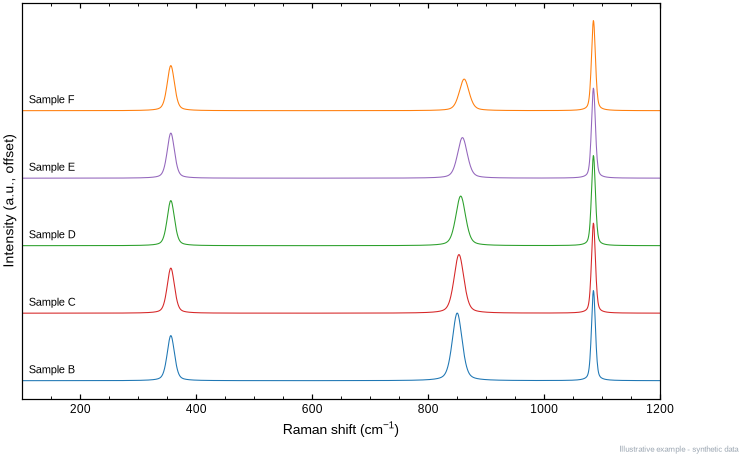 Sample F
Sample E
Sample D
Sample C
Sample B
Intensity (a.u., offset)
200 400 600 800 1000 1200
Raman shift (cm⁻¹)
Illustrative example - synthetic data